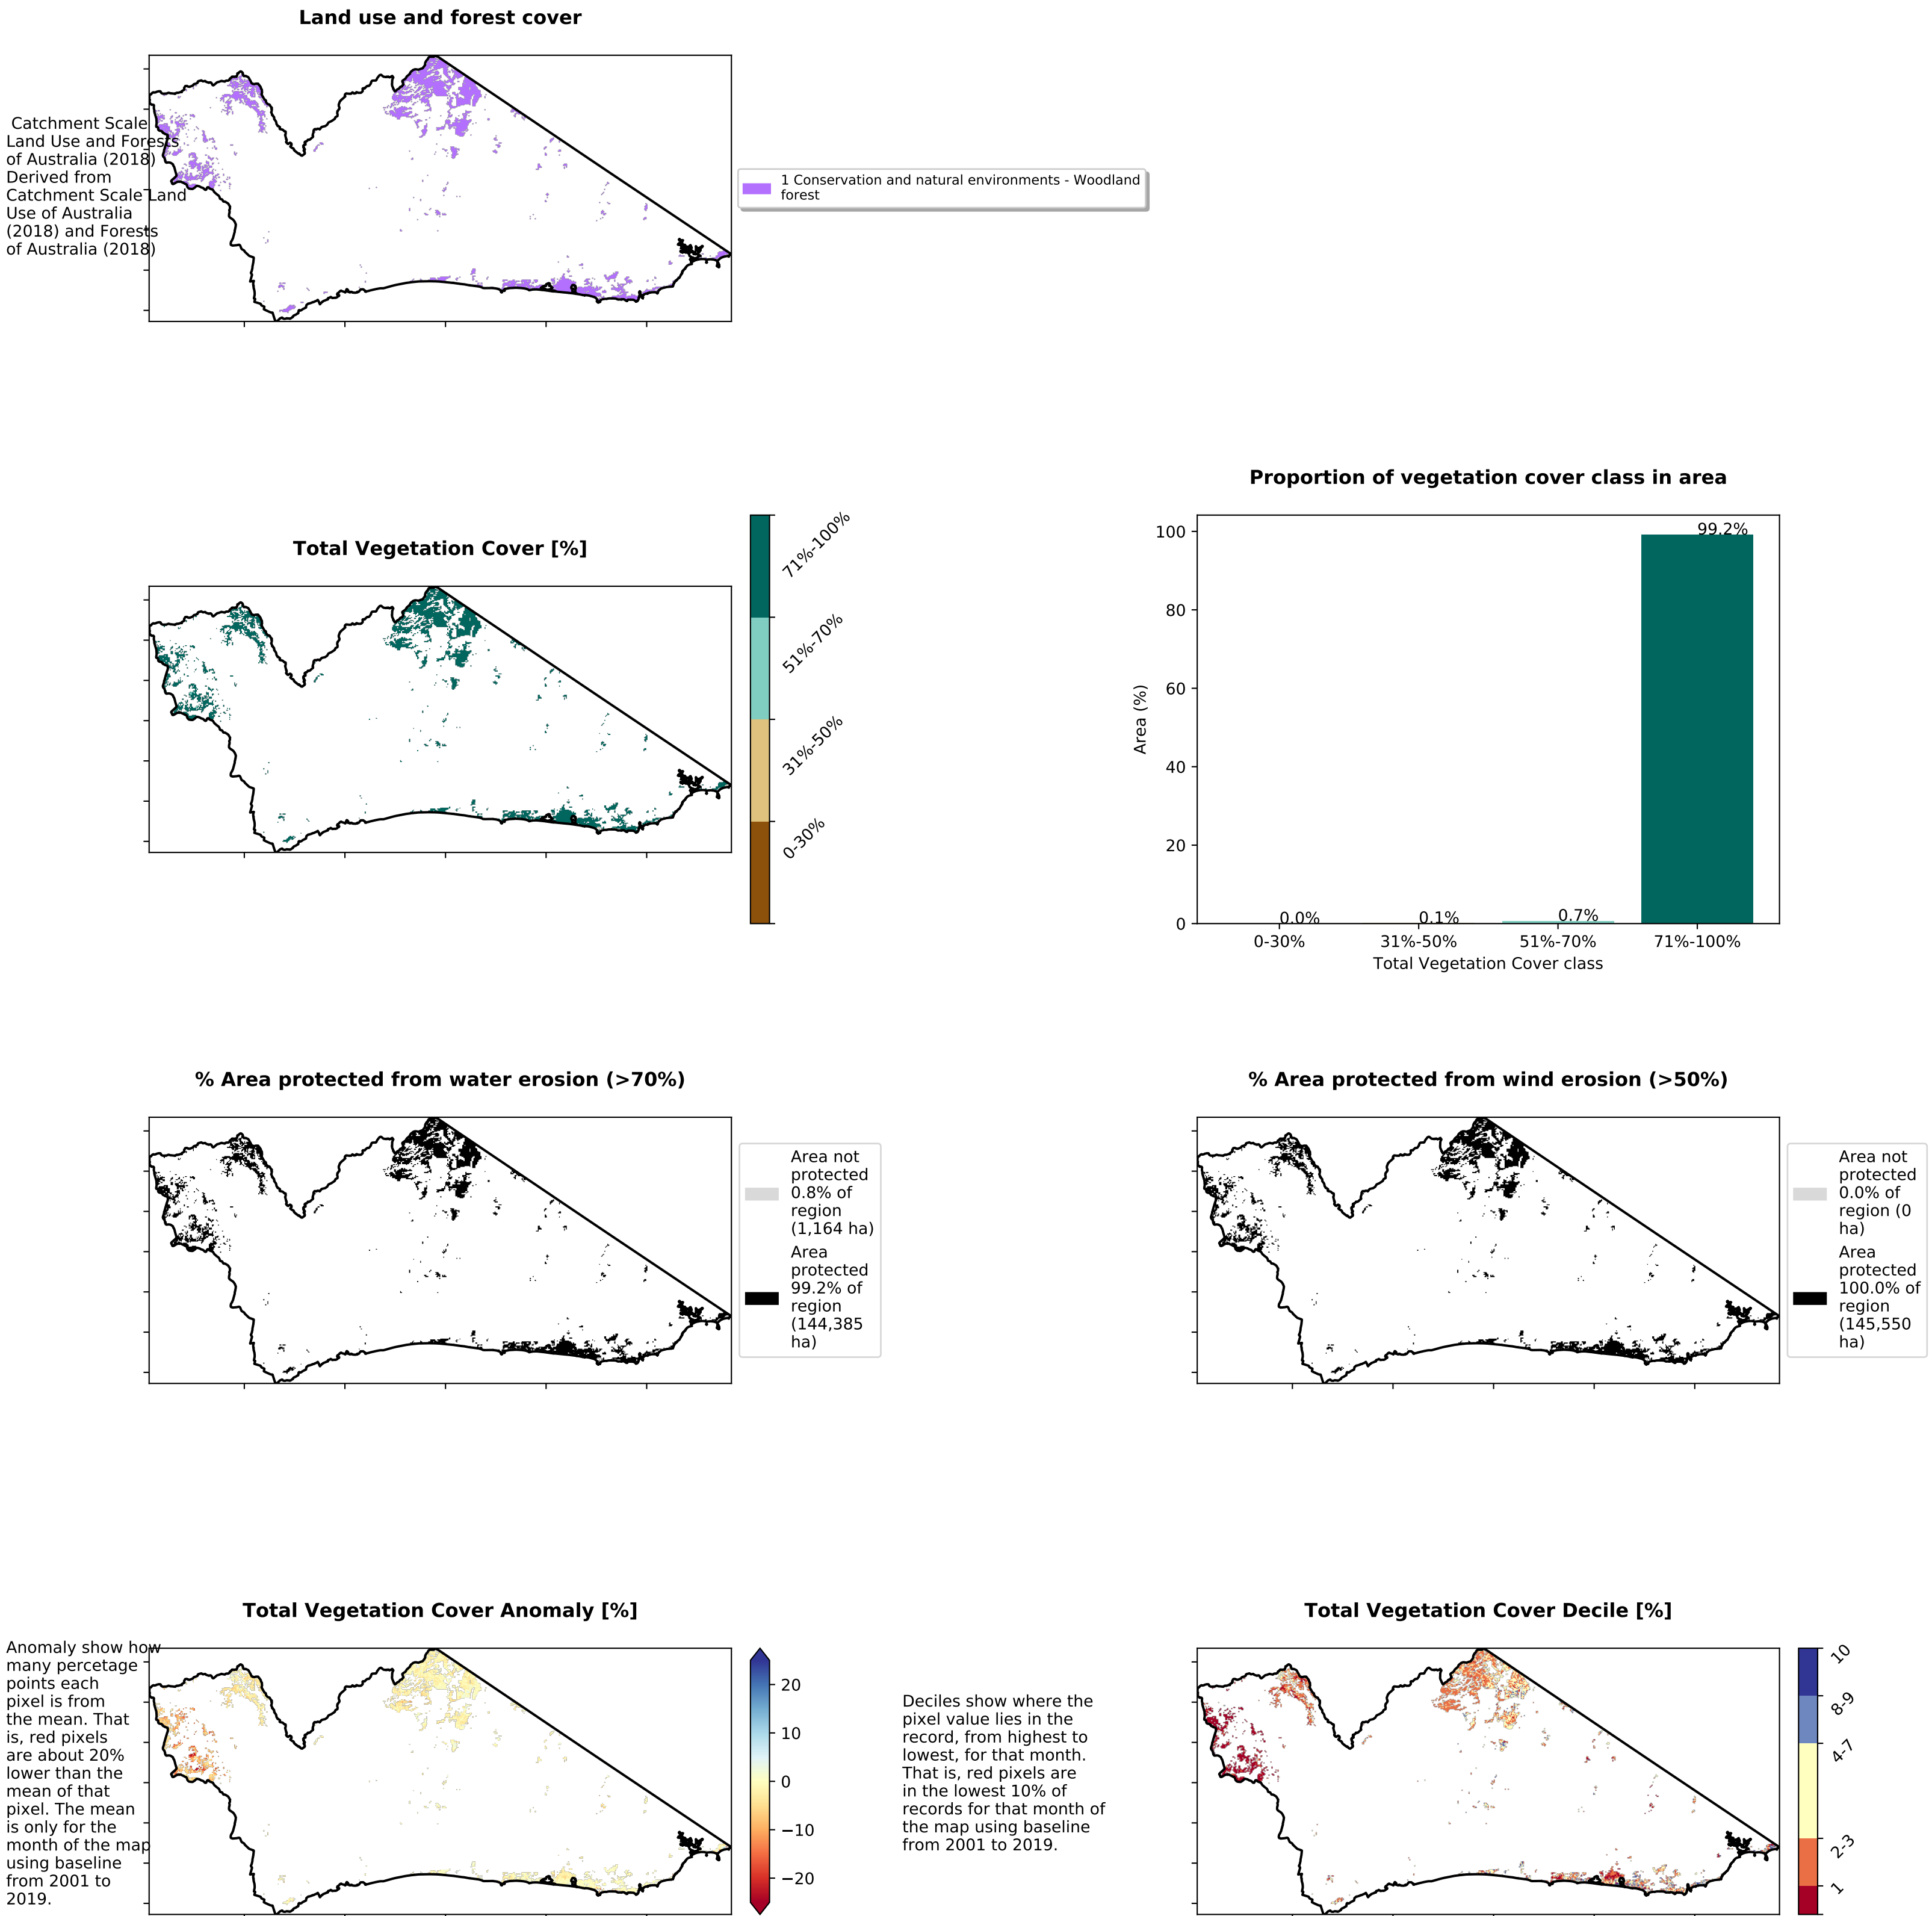 Land use and forest cover
Catchment Scale
Land Use and Forests
of Australia (2018)
Derived from
Catchment Scale Land
Use of Australia
(2018) and Forests
of Australia (2018)
1 Conservation and natural environments - Woodland
forest
Total Vegetation Cover [%]
71%-100%
51%-70%
31%-50%
0-30%
Proportion of vegetation cover class in area
100
80
60
40
20
0
Area (%)
0.0%
0.1%
0.7%
99.2%
0-30%
31%-50%
51%-70%
71%-100%
Total Vegetation Cover class
% Area protected from water erosion (>70%)
Area not
protected
0.8% of
region
(1,164 ha)
Area
protected
99.2% of
region
(144,385
ha)
% Area protected from wind erosion (>50%)
Area not
protected
0.0% of
region (0
ha)
Area
protected
100.0% of
region
(145,550
ha)
Total Vegetation Cover Anomaly [%]
Anomaly show how
many percetage
points each
pixel is from
the mean. That
is, red pixels
are about 20%
lower than the
mean of that
pixel. The mean
is only for the
month of the map
using baseline
from 2001 to
2019.
20
10
0
−10
−20
Total Vegetation Cover Decile [%]
Deciles show where the
pixel value lies in the
record, from highest to
lowest, for that month.
That is, red pixels are
in the lowest 10% of
records for that month of
the map using baseline
from 2001 to 2019.
10
8-9
4-7
2-3
1